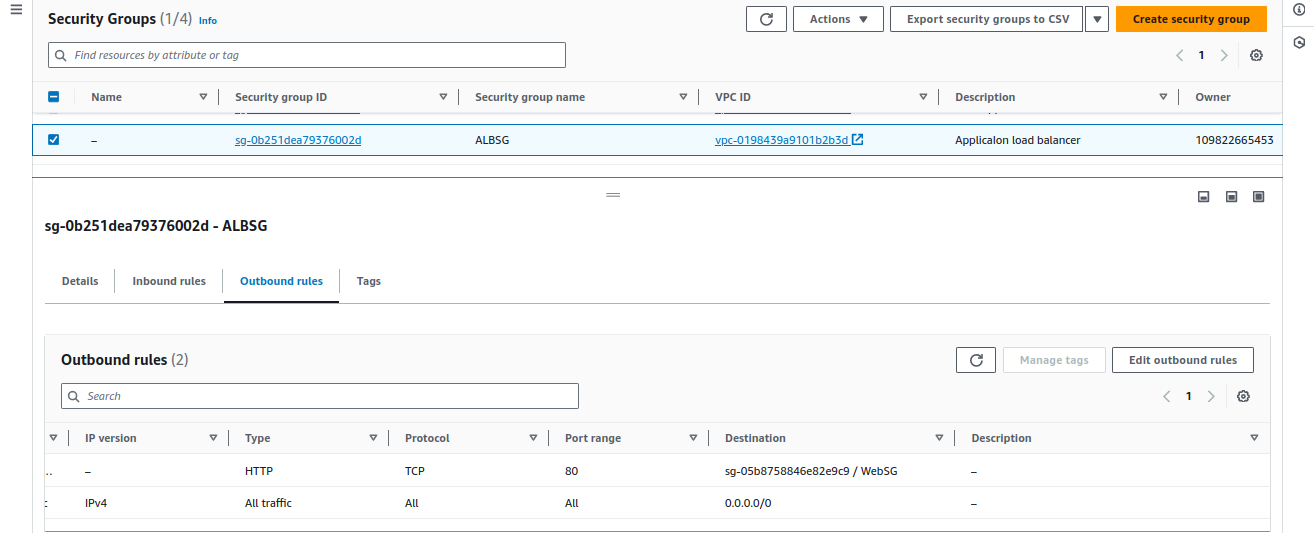 Security Groups (1/4) Info
Actions
Export security groups to CSV
Create security group
Find resources by attribute or tag
1
Name Security group ID Security group name VPC ID Description Owner
– sg-0b251dea79376002d ALBSG vpc-0198439a9101b2b3d Applicalon load balancer 109822665453
sg-0b251dea79376002d - ALBSG
Details Inbound rules Outbound rules Tags
Outbound rules (2)
Manage tags Edit outbound rules
Search
1
IP version Type Protocol Port range Destination Description
– HTTP TCP 80 sg-05b8758846e82e9c9 / WebSG –
IPv4 All traffic All All 0.0.0.0/0 –